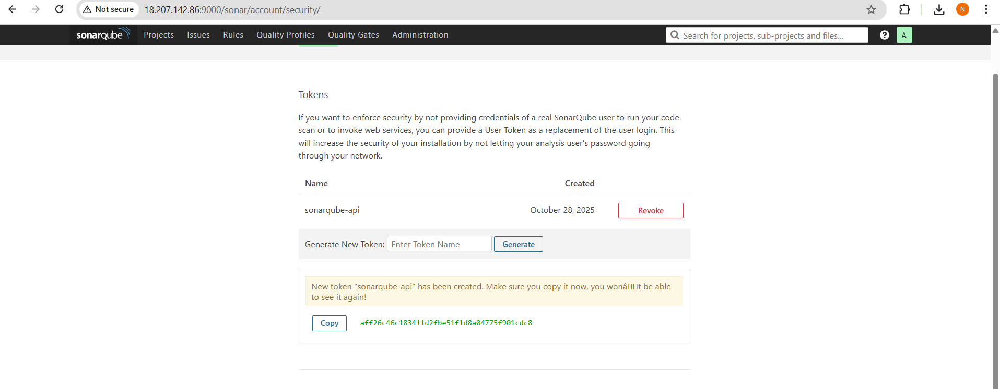 Not secure 18.207.142.86:9000/sonar/account/security/ N
sonarqube Projects Issues Rules Quality Profiles Quality Gates Administration Search for projects, sub-projects and files... ? A
Tokens
If you want to enforce security by not providing credentials of a real SonarQube user to run your code
scan or to invoke web services, you can provide a User Token as a replacement of the user login. This
will increase the security of your installation by not letting your analysis user's password going
through your network.
Name Created
sonarqube-api October 28, 2025 Revoke
Generate New Token: Enter Token Name Generate
New token "sonarqube-api" has been created. Make sure you copy it now, you wonâ▯▯t be able
to see it again!
Copy aff26c46c183411d2fbe51f1d8a04775f901cdc8